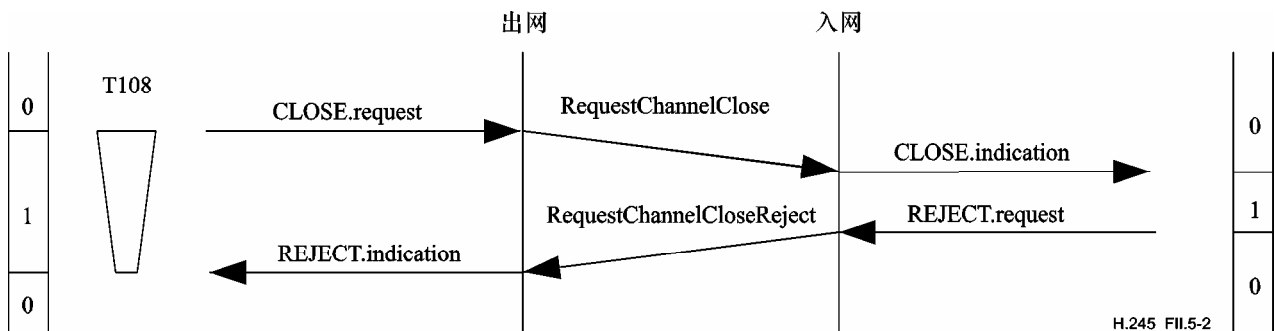 出网
入网
T108
0
CLOSE.request
RequestChannelClose
0
CLOSE.indication
1
RequestChannelCloseReject
REJECT.request
1
REJECT.indication
0
0
H.245 FII.5-2